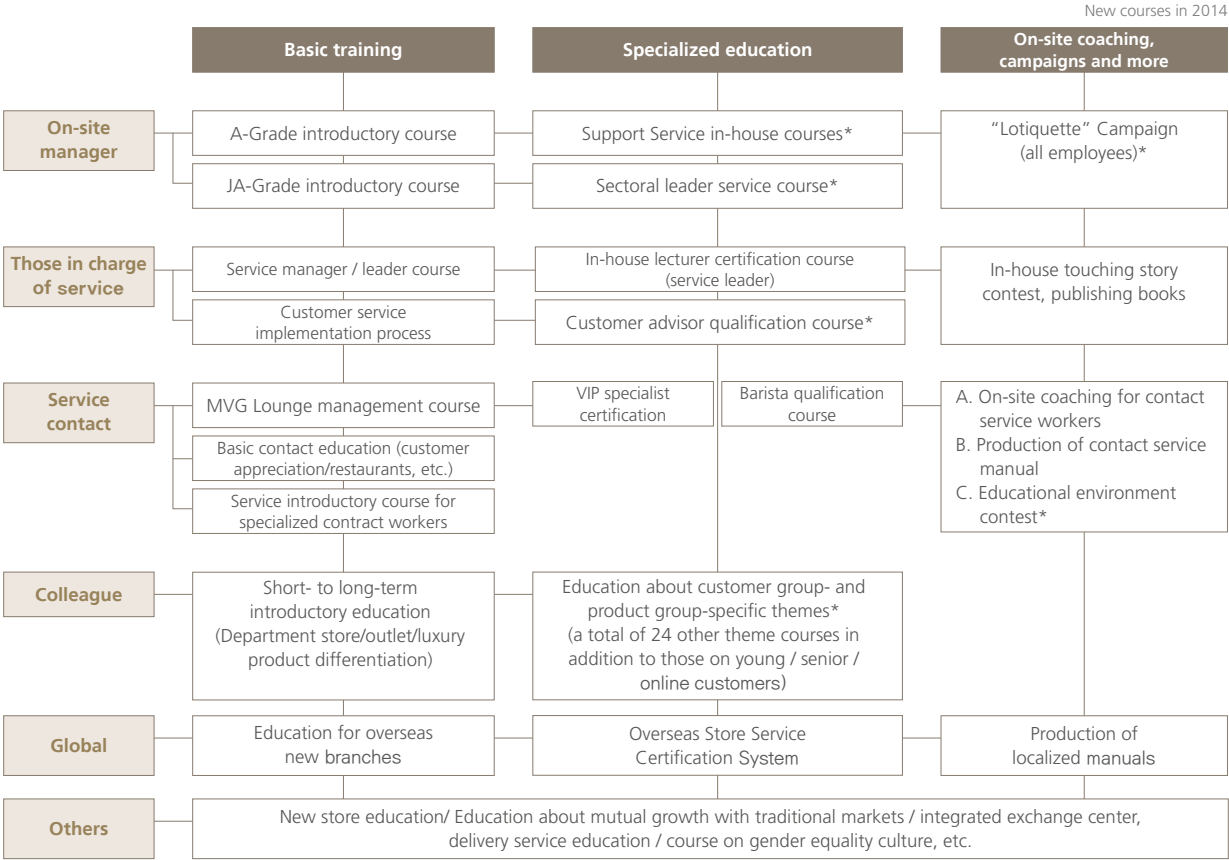 New courses in 2014
Basic training
Specialized education
On-site coaching,
campaigns and more
On-site
manager
A-Grade introductory course
Support Service in-house courses*
“Lotiquette” Campaign
(all employees)*
JA-Grade introductory course
Sectoral leader service course*
Those in charge
of service
Service manager / leader course
In-house lecturer certification course
(service leader)
In-house touching story
contest, publishing books
Customer service
implementation process
Customer advisor qualification course*
Service
contact
MVG Lounge management course
VIP specialist
certification
Barista qualification
course
A. On-site coaching for contact
service workers
B. Production of contact service
manual
C. Educational environment
contest*
Basic contact education (customer
appreciation/restaurants, etc.)
Service introductory course for
specialized contract workers
Colleague
Short- to long-term
introductory education
(Department store/outlet/luxury
product differentiation)
Education about customer group- and
product group-specific themes*
(a total of 24 other theme courses in
addition to those on young / senior /
online customers)
Global
Education for overseas
new branches
Overseas Store Service
Certification System
Production of
localized manuals
Others
New store education/ Education about mutual growth with traditional markets / integrated exchange center,
delivery service education / course on gender equality culture, etc.